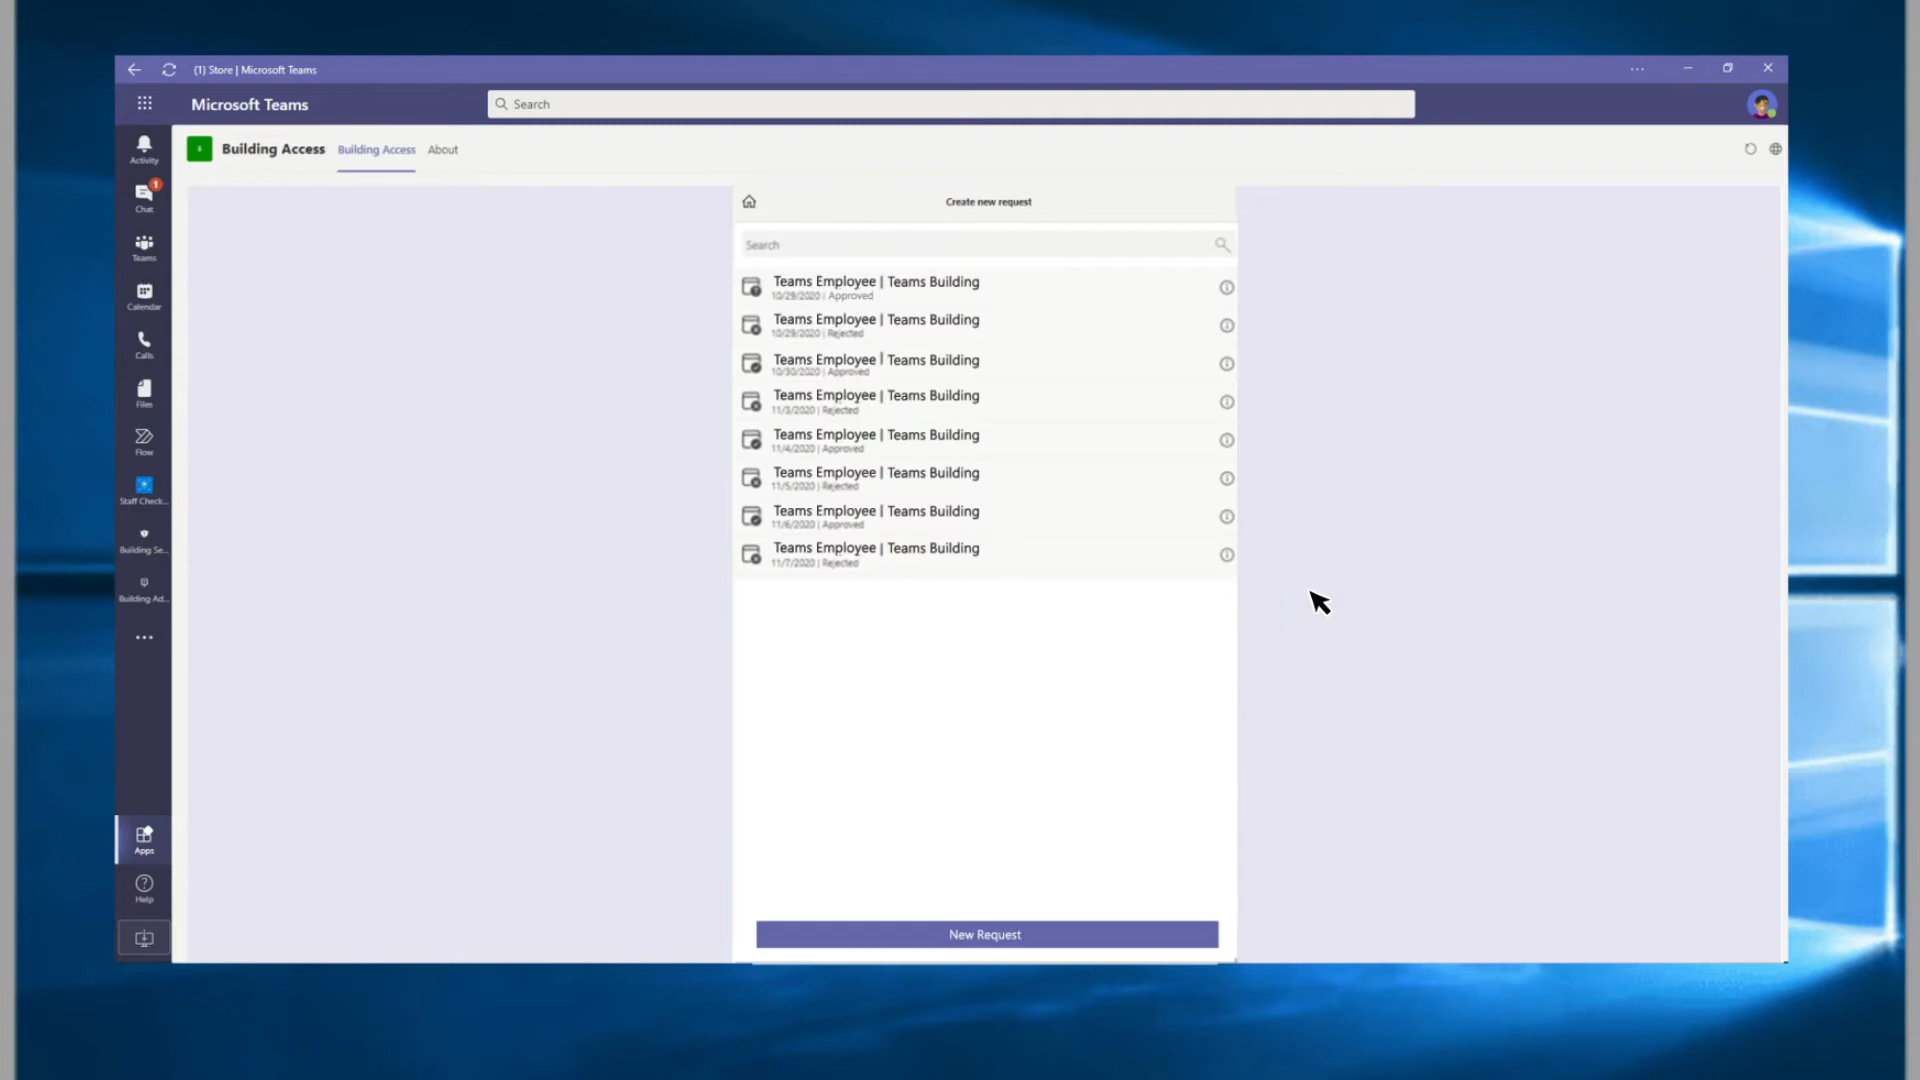 (1) Store | Microsoft Teams
Microsoft Teams
Search
Building Access
Building Access
About
Activity
1
Chat
Teams
Calendar
Calls
Files
Flow
Staff Check...
Building Se...
Building Ad...
Apps
Help
Create new request
Search
Teams Employee | Teams Building
10/29/2020 | Approved
Teams Employee | Teams Building
10/29/2020 | Rejected
Teams Employee | Teams Building
10/30/2020 | Approved
Teams Employee | Teams Building
11/3/2020 | Rejected
Teams Employee | Teams Building
11/4/2020 | Approved
Teams Employee | Teams Building
11/5/2020 | Rejected
Teams Employee | Teams Building
11/6/2020 | Approved
Teams Employee | Teams Building
11/7/2020 | Rejected
New Request